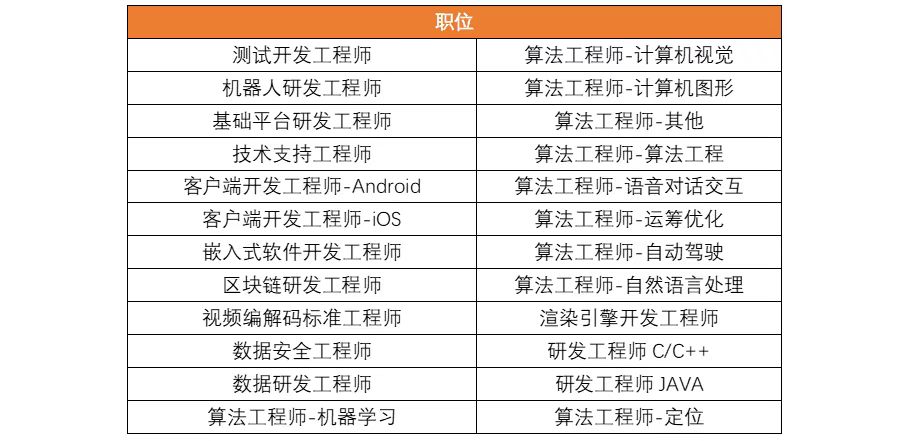 职位
测试开发工程师 算法工程师-计算机视觉
机器人研发工程师 算法工程师-计算机图形
基础平台研发工程师 算法工程师-其他
技术支持工程师 算法工程师-算法工程
客户端开发工程师-Android 算法工程师-语音对话交互
客户端开发工程师-iOS 算法工程师-运筹优化
嵌入式软件开发工程师 算法工程师-自动驾驶
区块链研发工程师 算法工程师-自然语言处理
视频编解码标准工程师 渲染引擎开发工程师
数据安全工程师 研发工程师 C/C++
数据研发工程师 研发工程师 JAVA
算法工程师-机器学习 算法工程师-定位